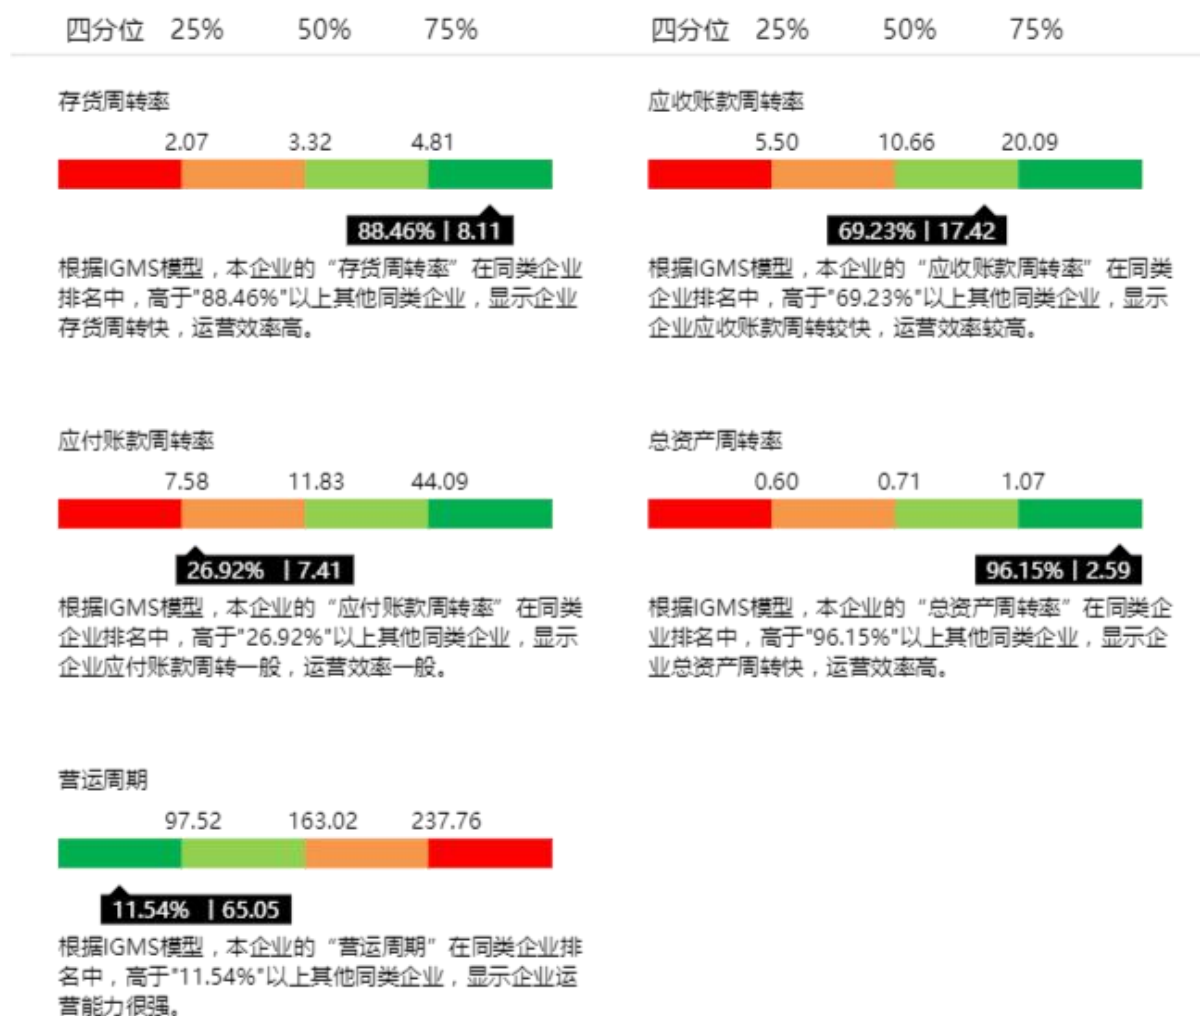 四分位 25% 50% 75%
四分位 25% 50% 75%
存货周转率
2.07 3.32 4.81
88.46% | 8.11
根据IGMS模型，本企业的“存货周转率”在同类企业
排名中，高于"88.46%"以上其他同类企业，显示企业
存货周转快，运营效率高。
应收账款周转率
5.50 10.66 20.09
69.23% | 17.42
根据IGMS模型，本企业的“应收账款周转率”在同类
企业排名中，高于"69.23%"以上其他同类企业，显示
企业应收账款周转较快，运营效率较高。
应付账款周转率
7.58 11.83 44.09
26.92% | 7.41
根据IGMS模型，本企业的“应付账款周转率”在同类
企业排名中，高于"26.92%"以上其他同类企业，显示
企业应付账款周转一般，运营效率一般。
总资产周转率
0.60 0.71 1.07
96.15% | 2.59
根据IGMS模型，本企业的“总资产周转率”在同类企
业排名中，高于"96.15%"以上其他同类企业，显示企
业总资产周转快，运营效率高。
营运周期
97.52 163.02 237.76
11.54% | 65.05
根据IGMS模型，本企业的“营运周期”在同类企业排
名中，高于"11.54%"以上其他同类企业，显示企业运
营能力很强。